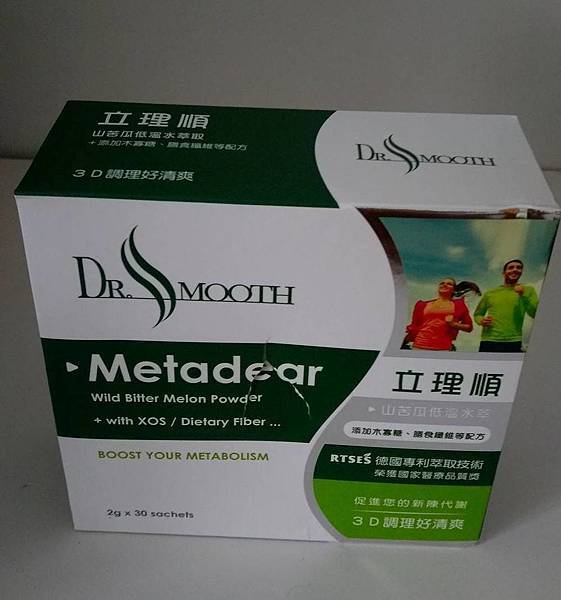 立理順
山苦瓜低溫水萃取
+添加木寡糖、膳食纖維等配方
3D調理好清爽
DR. SMOOTH
DR. SMOOTH
Metadear
Wild Bitter Melon Powder
+ with XOS / Dietary Fiber ...
BOOST YOUR METABOLISM
2g x 30 sachets
立理順
山苦瓜低溫水萃
添加木寡糖、膳食纖維等配方
RTSES 德國專利萃取技術
榮獲國家醫療品質獎
促進您的新陳代謝
3D調理好清爽